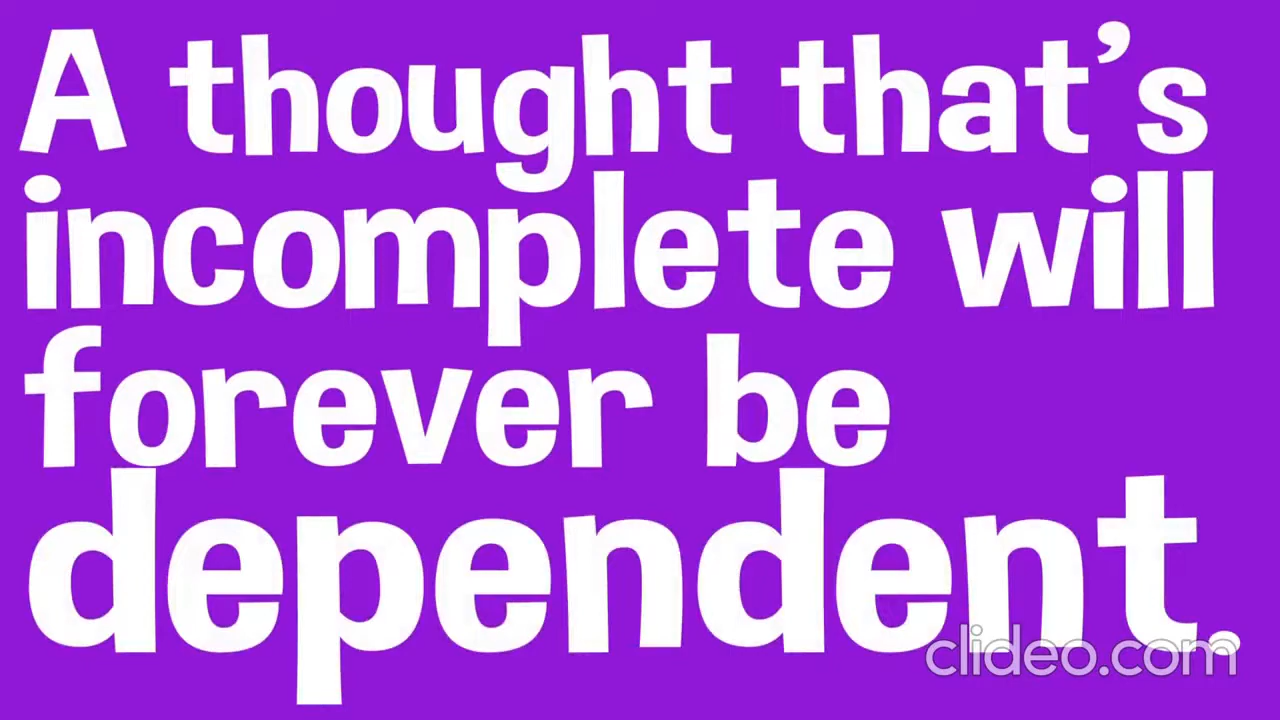 A thought that’s
incomplete will
forever be
dependent.
clideo.com